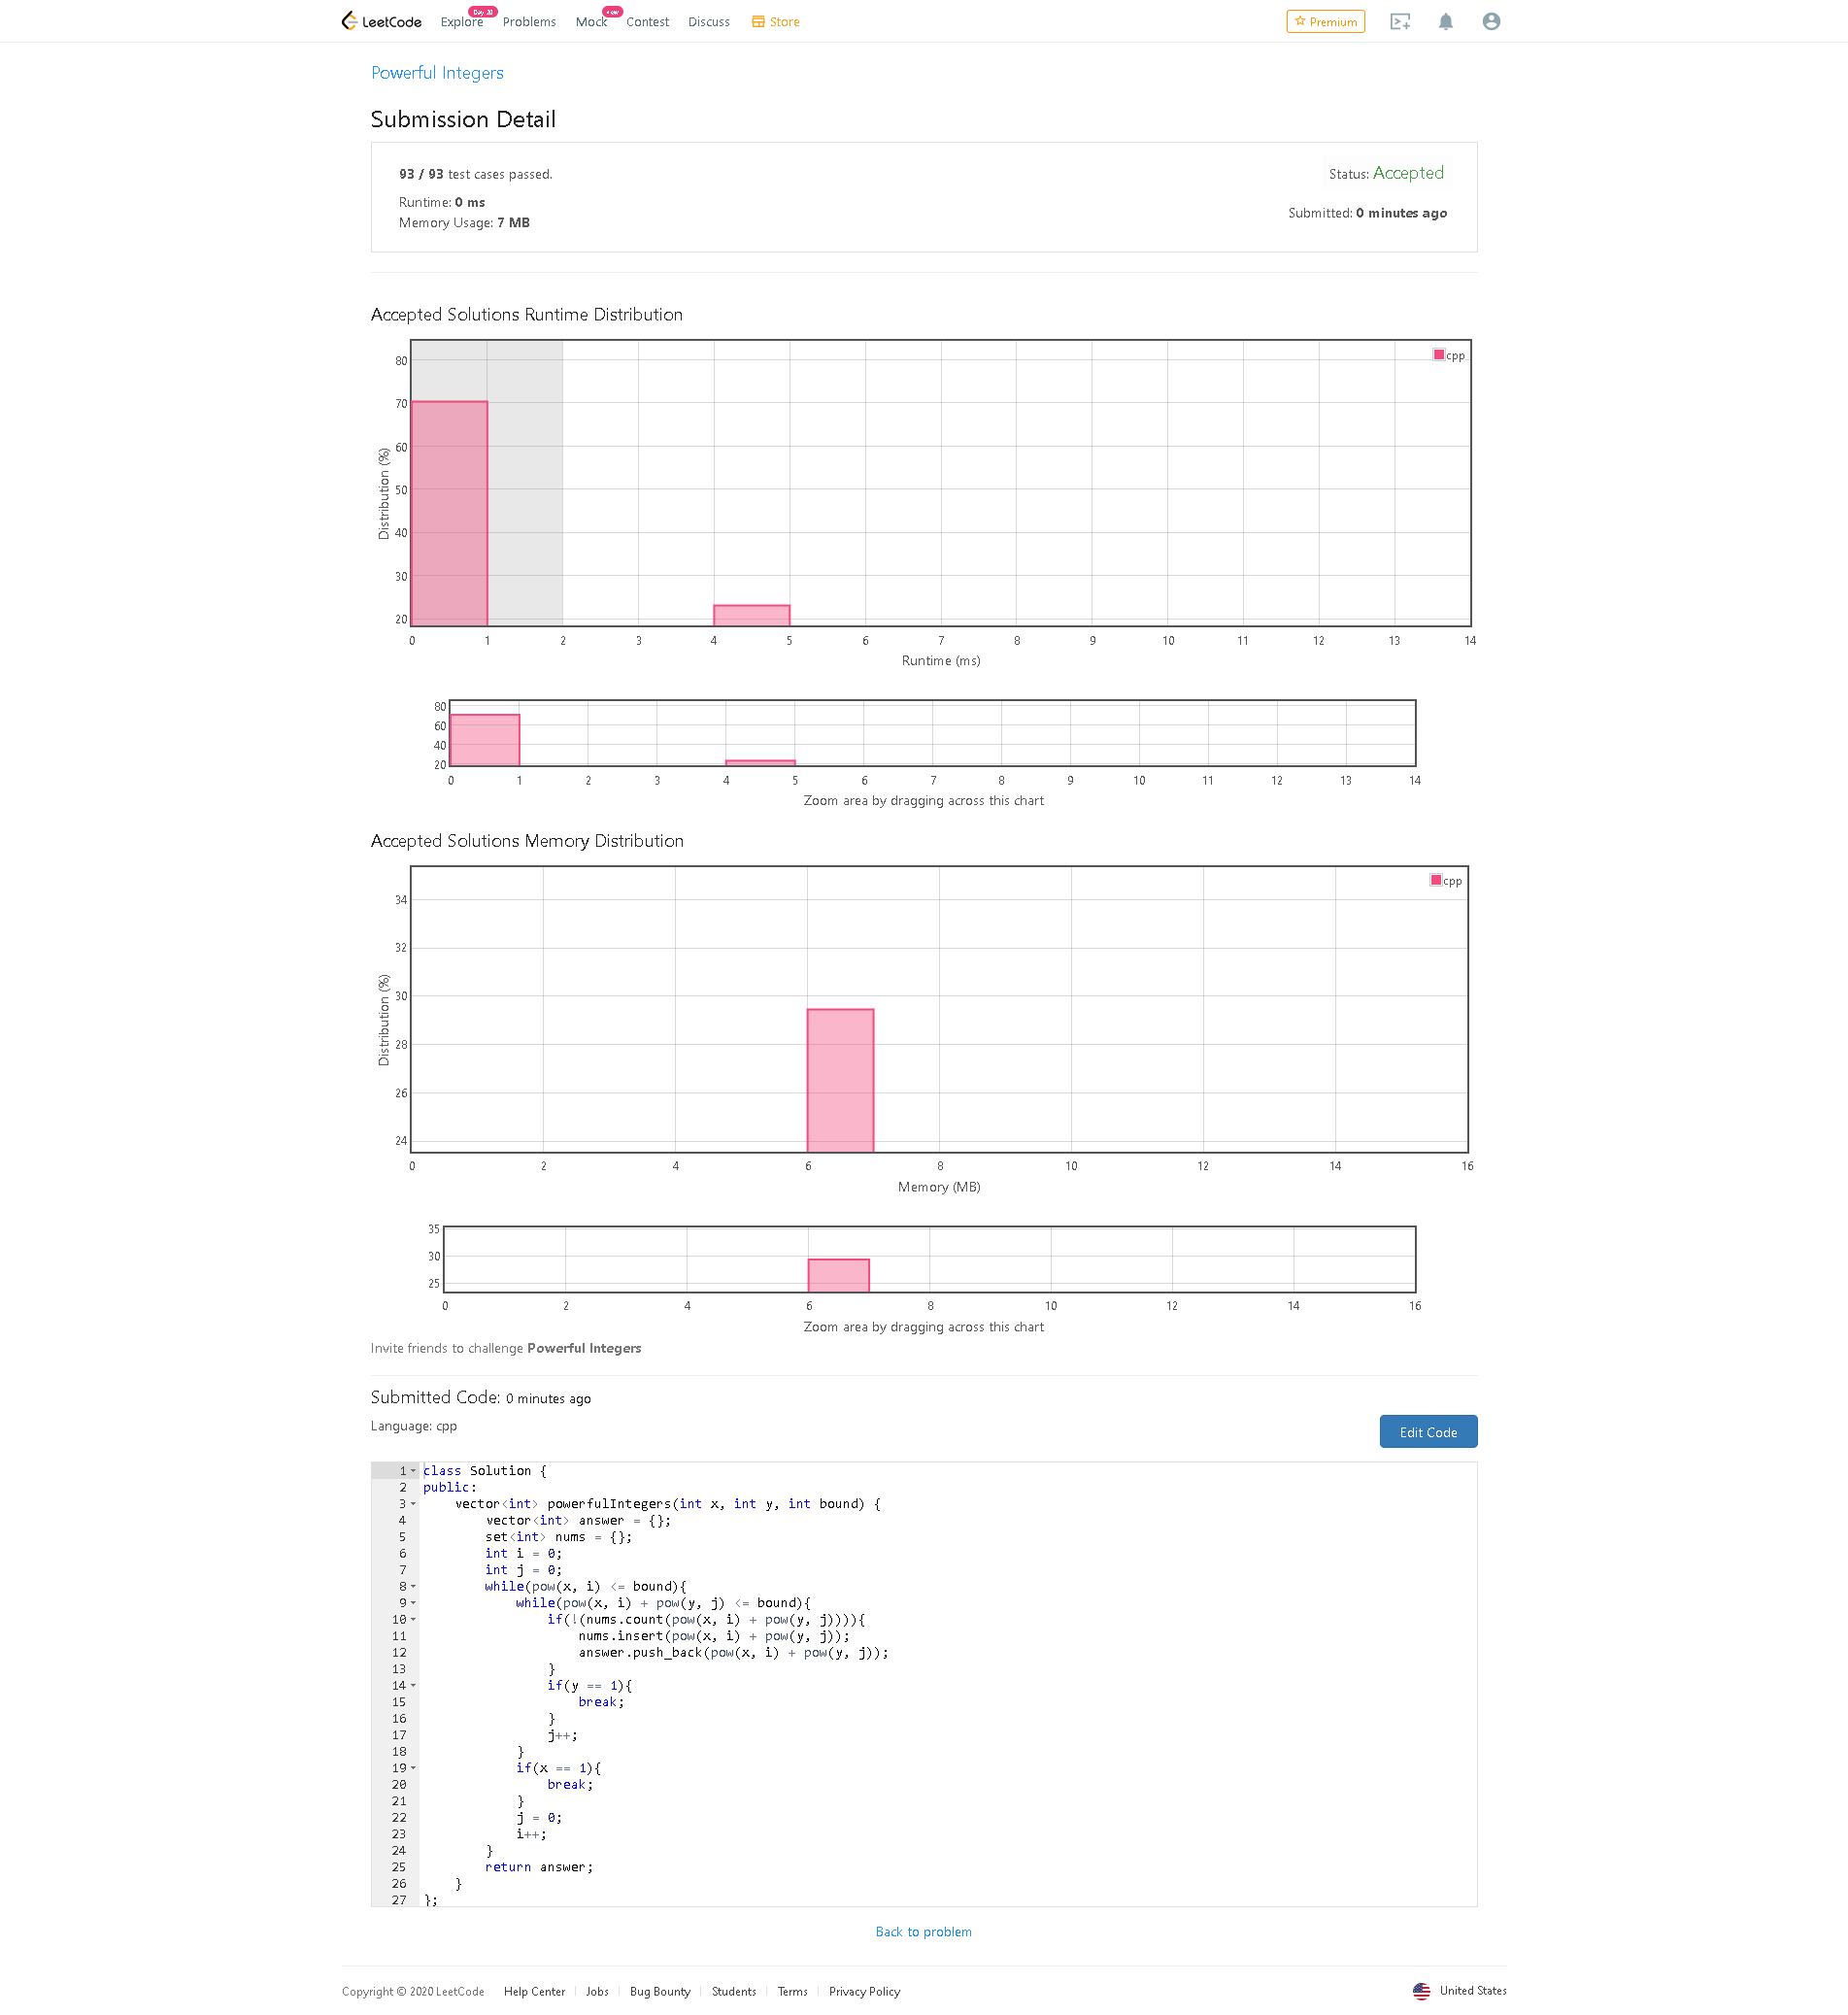 LeetCode Explore Day 20 Problems Mock New Contest Discuss Store Premium
Powerful Integers
Submission Detail
93 / 93 test cases passed.
Status: Accepted
Runtime: 0 ms
Submitted: 0 minutes ago
Memory Usage: 7 MB
Accepted Solutions Runtime Distribution
cpp
80
70
60
50
40
30
20
Distribution (%)
0 1 2 3 4 5 6 7 8 9 10 11 12 13 14
Runtime (ms)
80
60
40
20
0 1 2 3 4 5 6 7 8 9 10 11 12 13 14
Zoom area by dragging across this chart
Accepted Solutions Memory Distribution
cpp
34
32
30
28
26
24
Distribution (%)
0 2 4 6 8 10 12 14 16
Memory (MB)
35
30
25
0 2 4 6 8 10 12 14 16
Zoom area by dragging across this chart
Invite friends to challenge Powerful Integers
Submitted Code: 0 minutes ago
Language: cpp
Edit Code
1 class Solution {
2 public:
3     vector<int> powerfulIntegers(int x, int y, int bound) {
4         vector<int> answer = {};
5         set<int> nums = {};
6         int i = 0;
7         int j = 0;
8         while(pow(x, i) <= bound){
9             while(pow(x, i) + pow(y, j) <= bound){
10                 if(!(nums.count(pow(x, i) + pow(y, j)))){
11                     nums.insert(pow(x, i) + pow(y, j));
12                     answer.push_back(pow(x, i) + pow(y, j));
13                 }
14                 if(y == 1){
15                     break;
16                 }
17                 j++;
18             }
19             if(x == 1){
20                 break;
21             }
22             j = 0;
23             i++;
24         }
25         return answer;
26     }
27 };
Back to problem
Copyright © 2020 LeetCode Help Center | Jobs | Bug Bounty | Students | Terms | Privacy Policy United States